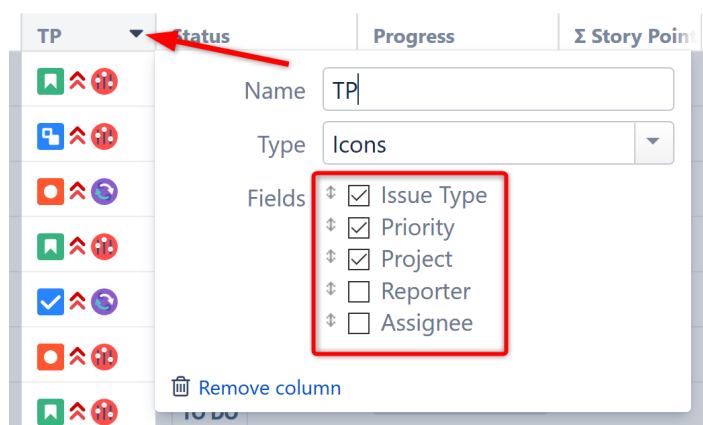 TP Status Progress Σ Story Point
Name TP
Type Icons
Fields Issue Type
Priority
Project
Reporter
Assignee
Remove column
TO DO